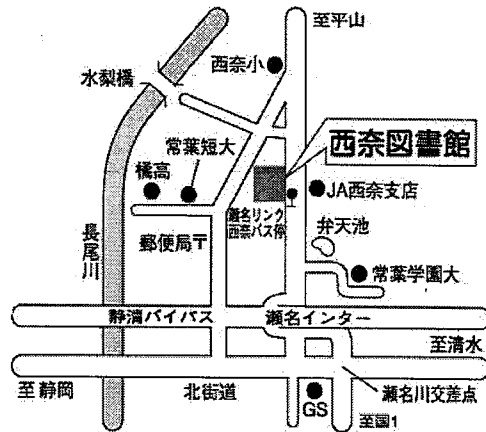 至平山
西奈小
水梨橋
西奈図書館
常葉短大
橘高
JA西奈支店
瀬名リンク
西奈バス停
弁天池
長尾川
郵便局〒
常葉学園大
静清バイパス
瀬名インター
至清水
至静岡
北街道
GS
瀬名川交差点
至国1